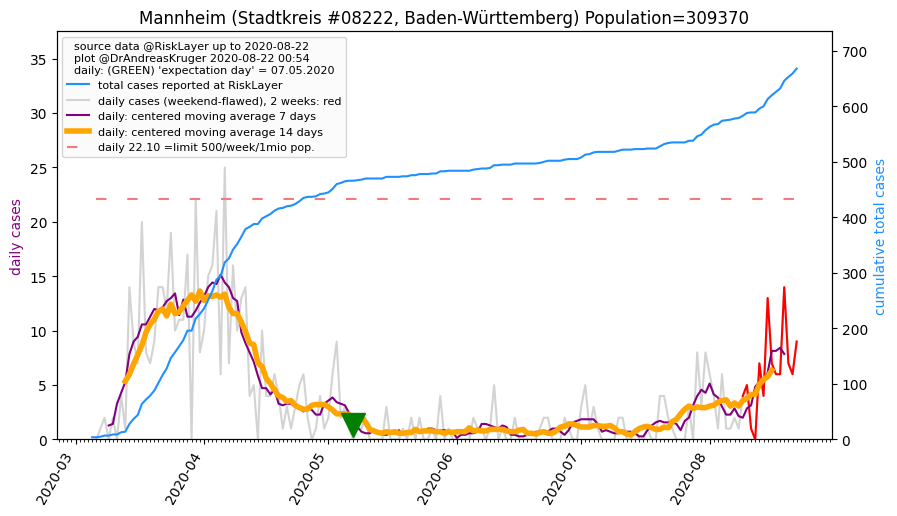 Mannheim (Stadtkreis #08222, Baden-Württemberg) Population=309370
source data @RiskLayer up to 2020-08-22
plot @DrAndreasKruger 2020-08-22 00:54
daily: (GREEN) 'expectation day' = 07.05.2020
total cases reported at RiskLayer
daily cases (weekend-flawed), 2 weeks: red
daily: centered moving average 7 days
daily: centered moving average 14 days
daily 22.10 =limit 500/week/1mio pop.
daily cases
35
30
25
20
15
10
5
0
cumulative total cases
700
600
500
400
300
200
100
0
2020-03
2020-04
2020-05
2020-06
2020-07
2020-08